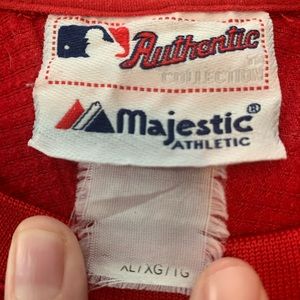 Authentic
COLLECTION
Majestic®
ATHLETIC
XL/XG/TG